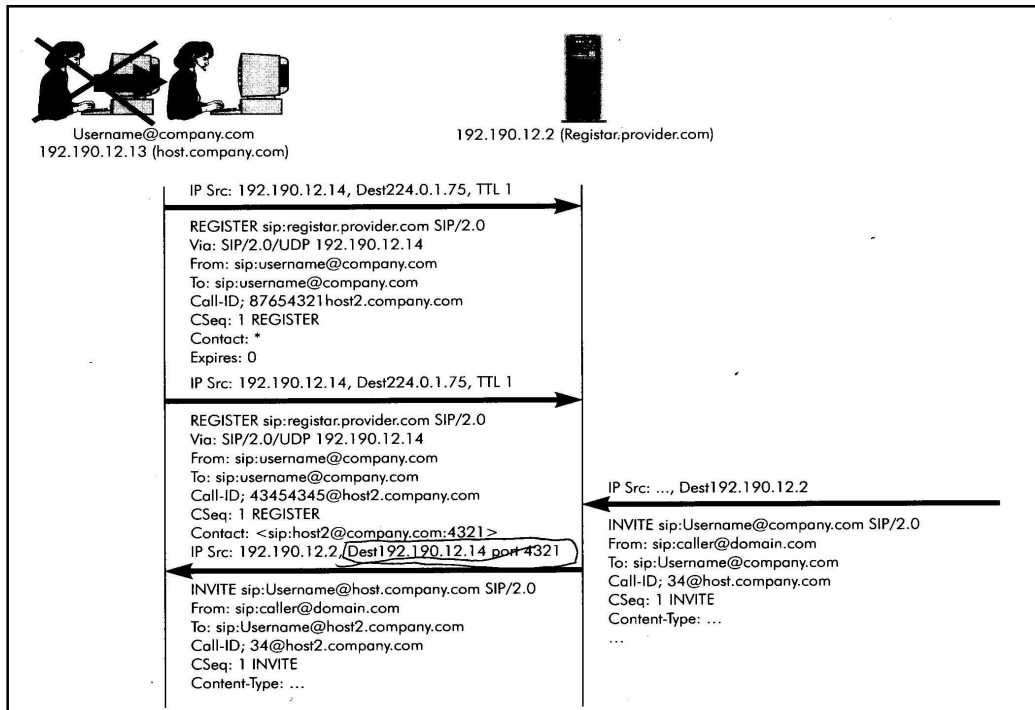 Username@company.com
192.190.12.13 (host.company.com)
192.190.12.2 (Registar.provider.com)
IP Src: 192.190.12.14, Dest224.0.1.75, TTL 1
REGISTER sip:registar.provider.com SIP/2.0
Via: SIP/2.0/UDP 192.190.12.14
From: sip:username@company.com
To: sip:username@company.com
Call-ID; 87654321host2.company.com
CSeq: 1 REGISTER
Contact: *
Expires: 0
IP Src: 192.190.12.14, Dest224.0.1.75, TTL 1
REGISTER sip:registar.provider.com SIP/2.0
Via: SIP/2.0/UDP 192.190.12.14
From: sip:username@company.com
To: sip:username@company.com
Call-ID; 43454345@host2.company.com
CSeq: 1 REGISTER
Contact: <sip:host2@company.com:4321>
IP Src: 192.190.12.2, Dest192.190.12.14 port 4321
INVITE sip:Username@host.company.com SIP/2.0
From: sip:caller@domain.com
To: sip:Username@host2.company.com
Call-ID; 34@host2.company.com
CSeq: 1 INVITE
Content-Type: ...
IP Src: ..., Dest192.190.12.2
INVITE sip:Username@company.com SIP/2.0
From: sip:caller@domain.com
To: sip:Username@company.com
Call-ID; 34@host.company.com
CSeq: 1 INVITE
Content-Type: ...
...